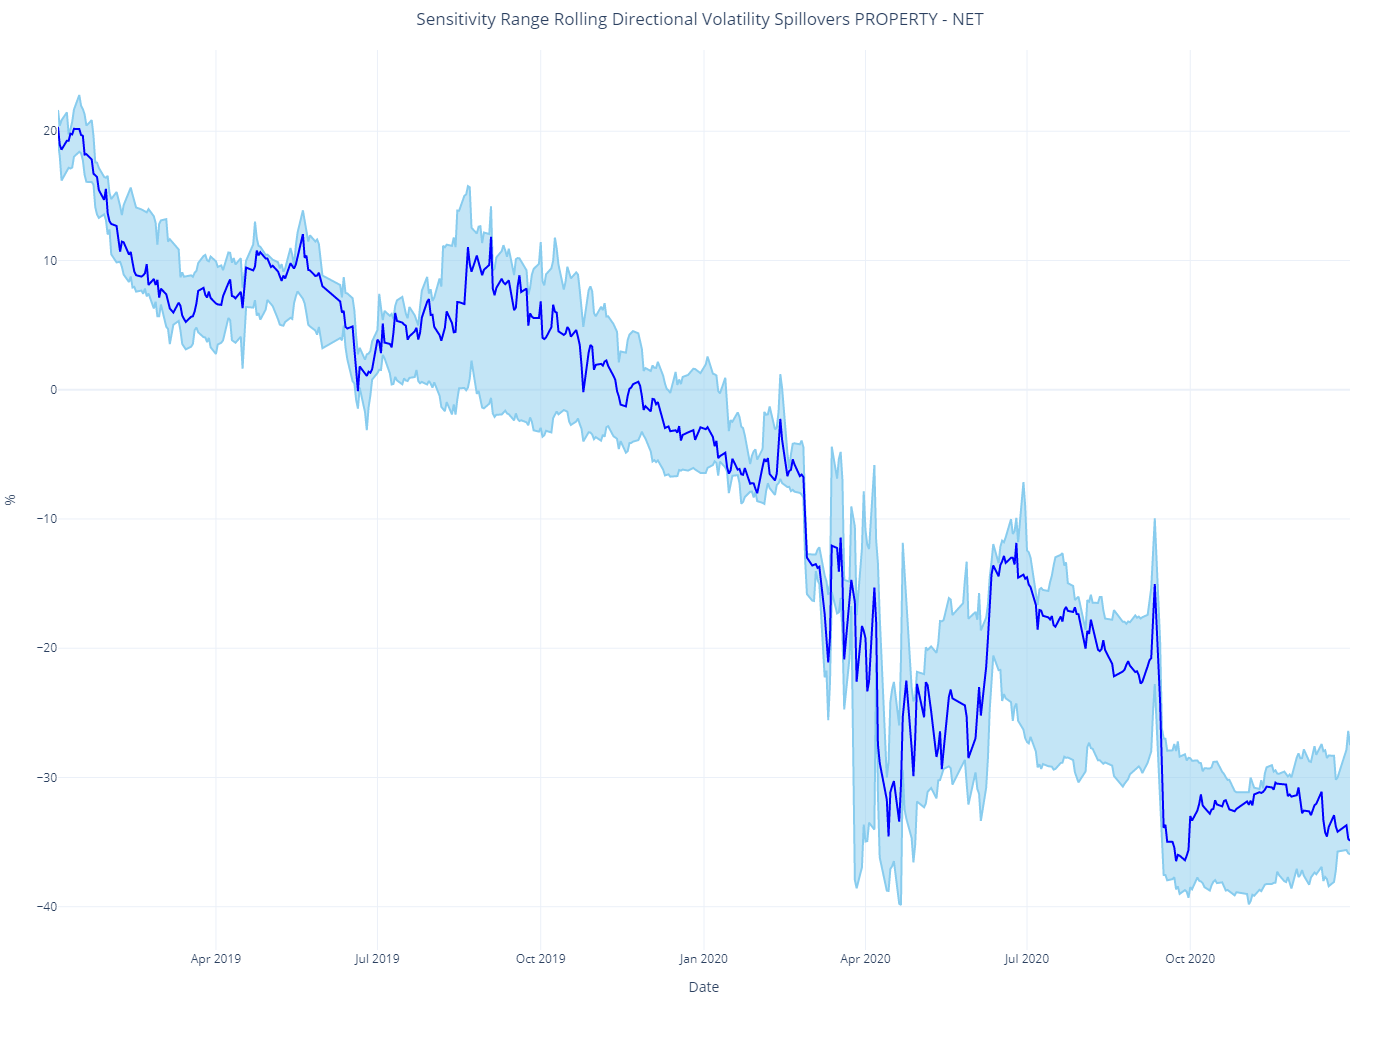 Sensitivity Range Rolling Directional Volatility Spillovers PROPERTY - NET
20
10
0
−10
−20
−30
−40
%
Apr 2019
Jul 2019
Oct 2019
Jan 2020
Apr 2020
Jul 2020
Oct 2020
Date